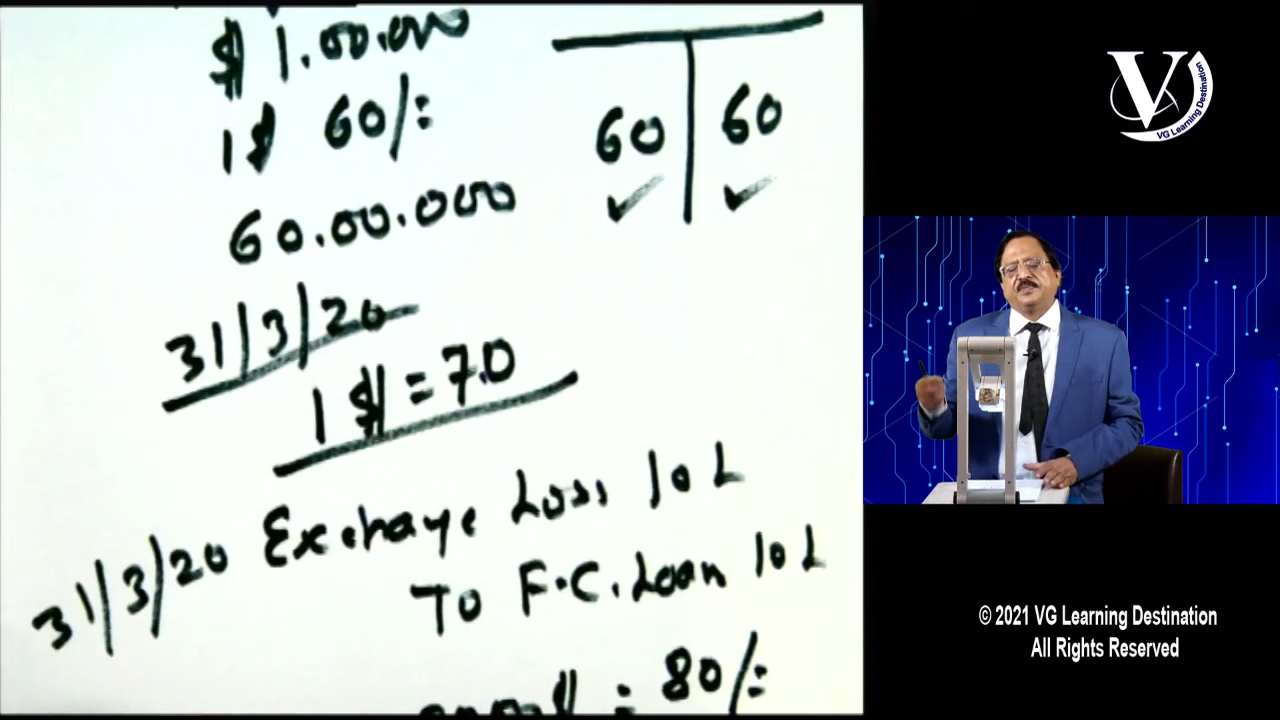 $ 1.00.000
1$ 60/:
60.00.000
60 60
31/3/20
1$ = 70
31/3/20 Exchange Loss 10 L
To F.C. Loan 10 L
$ = 80/:
V
VG Learning Destination
© 2021 VG Learning Destination
All Rights Reserved